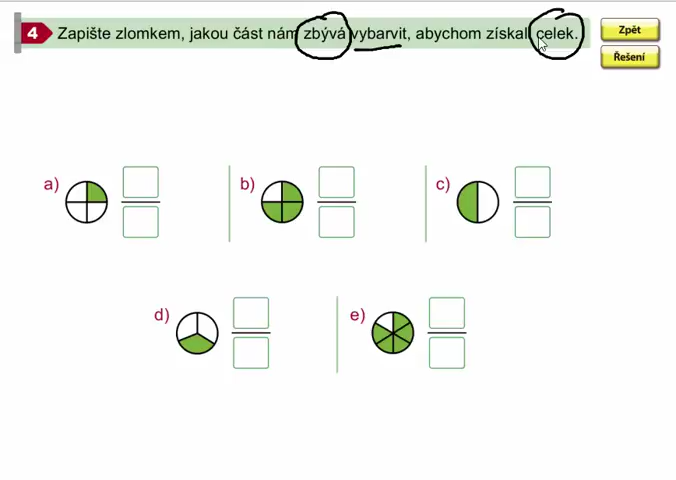 4 Zapište zlomkem, jakou část nám zbývá vybarvit, abychom získali celek.
Zpět
Řešení
a)
b)
c)
d)
e)